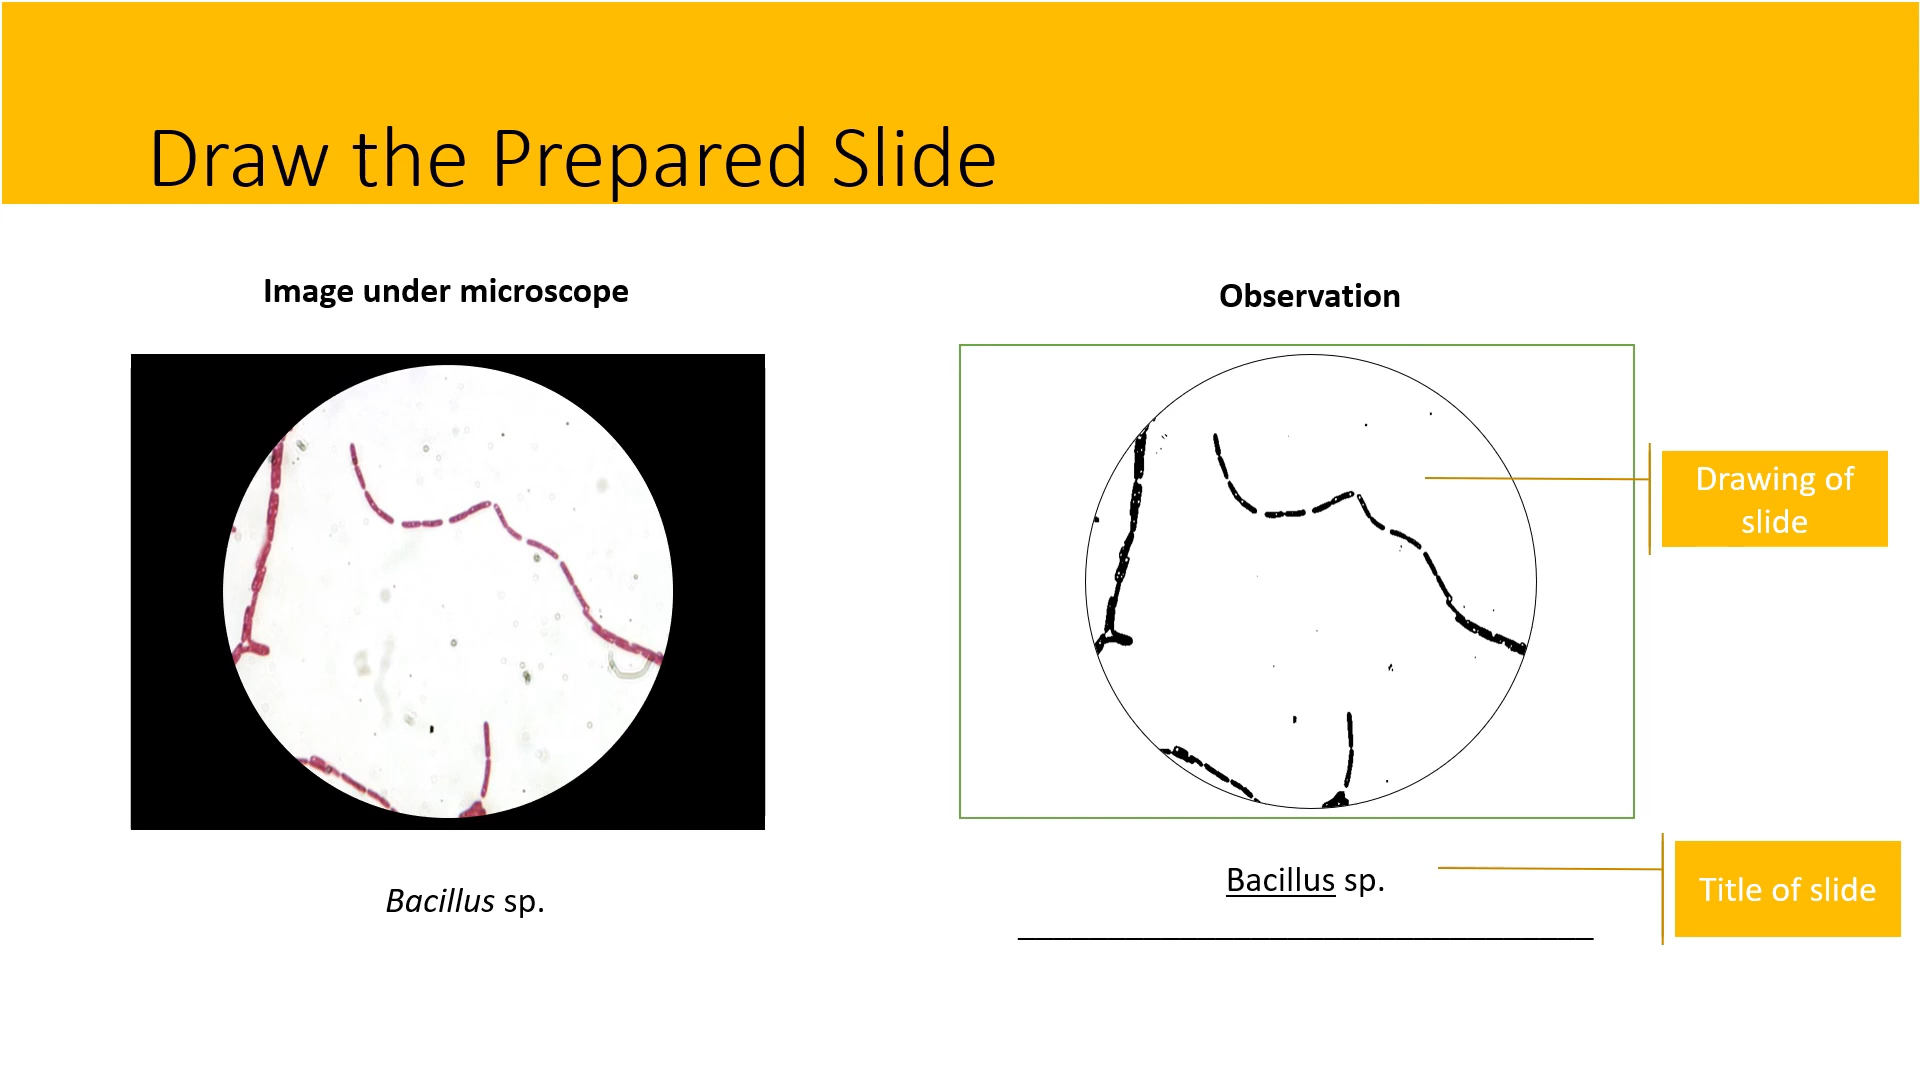 Draw the Prepared Slide
Image under microscope
Observation
Drawing of
slide
Bacillus sp.
Bacillus sp.
Title of slide